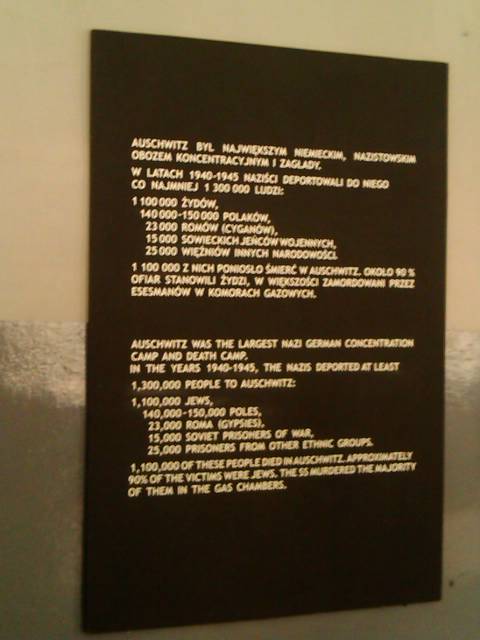 AUSCHWITZ BYŁ NAJWIĘKSZYM NIEMIECKIM, NAZISTOWSKIM
OBOZEM KONCENTRACYJNYM I ZAGŁADY.
W LATACH 1940-1945 NAZIŚCI DEPORTOWALI DO NIEGO
CO NAJMNIEJ 1 300 000 LUDZI:
1 100 000 ŻYDÓW,
140 000-150 000 POLAKÓW,
23 000 ROMÓW (CYGANÓW),
15 000 SOWIECKICH JEŃCÓW WOJENNYCH,
25 000 WIĘŹNIÓW INNYCH NARODOWOŚCI.
1 100 000 Z NICH PONIOSŁO ŚMIERĆ W AUSCHWITZ. OKOŁO 90 %
OFIAR STANOWILI ŻYDZI, W WIĘKSZOŚCI ZAMORDOWANI PRZEZ
ESESMANÓW W KOMORACH GAZOWYCH.
AUSCHWITZ WAS THE LARGEST NAZI GERMAN CONCENTRATION
CAMP AND DEATH CAMP.
IN THE YEARS 1940-1945, THE NAZIS DEPORTED AT LEAST
1,300,000 PEOPLE TO AUSCHWITZ:
1,100,000 JEWS,
140,000-150,000 POLES,
23,000 ROMA (GYPSIES),
15,000 SOVIET PRISONERS OF WAR,
25,000 PRISONERS FROM OTHER ETHNIC GROUPS.
1,100,000 OF THESE PEOPLE DIED IN AUSCHWITZ. APPROXIMATELY
90% OF THE VICTIMS WERE JEWS. THE SS MURDERED THE MAJORITY
OF THEM IN THE GAS CHAMBERS.